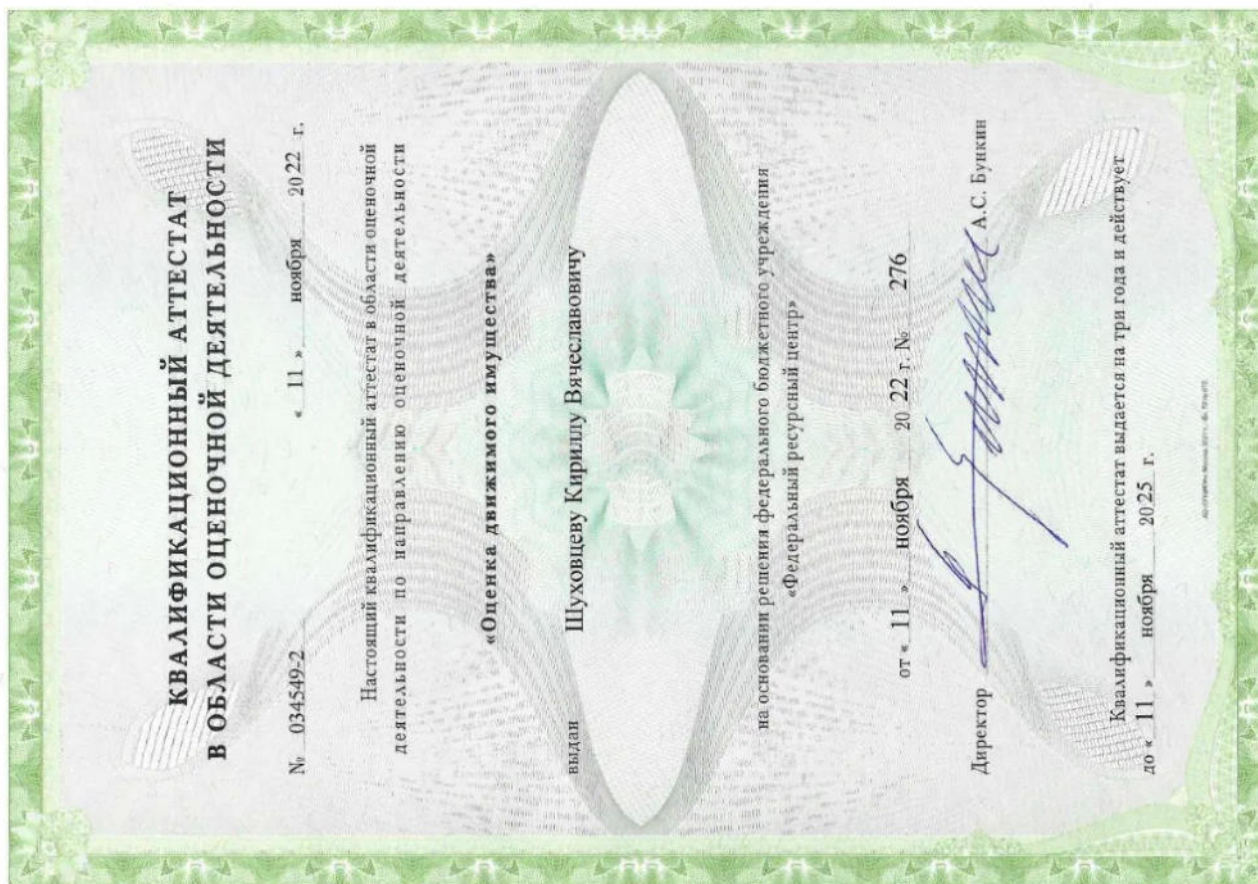 КВАЛИФИКАЦИОННЫЙ АТТЕСТАТ
В ОБЛАСТИ ОЦЕНОЧНОЙ ДЕЯТЕЛЬНОСТИ
№ 034549-2 « 11 » ноября 2022 г.
Настоящий квалификационный аттестат в области оценочной
деятельности по направлению оценочной деятельности
«Оценка движимого имущества»
выдан Шуховцеву Кириллу Вячеславовичу
на основании решения федерального бюджетного учреждения
«Федеральный ресурсный центр»
от « 11 » ноября 20 22 г. № 276
Директор А.С. Бункин
Квалификационный аттестат выдается на три года и действует
до « 11 » ноября 2025 г.